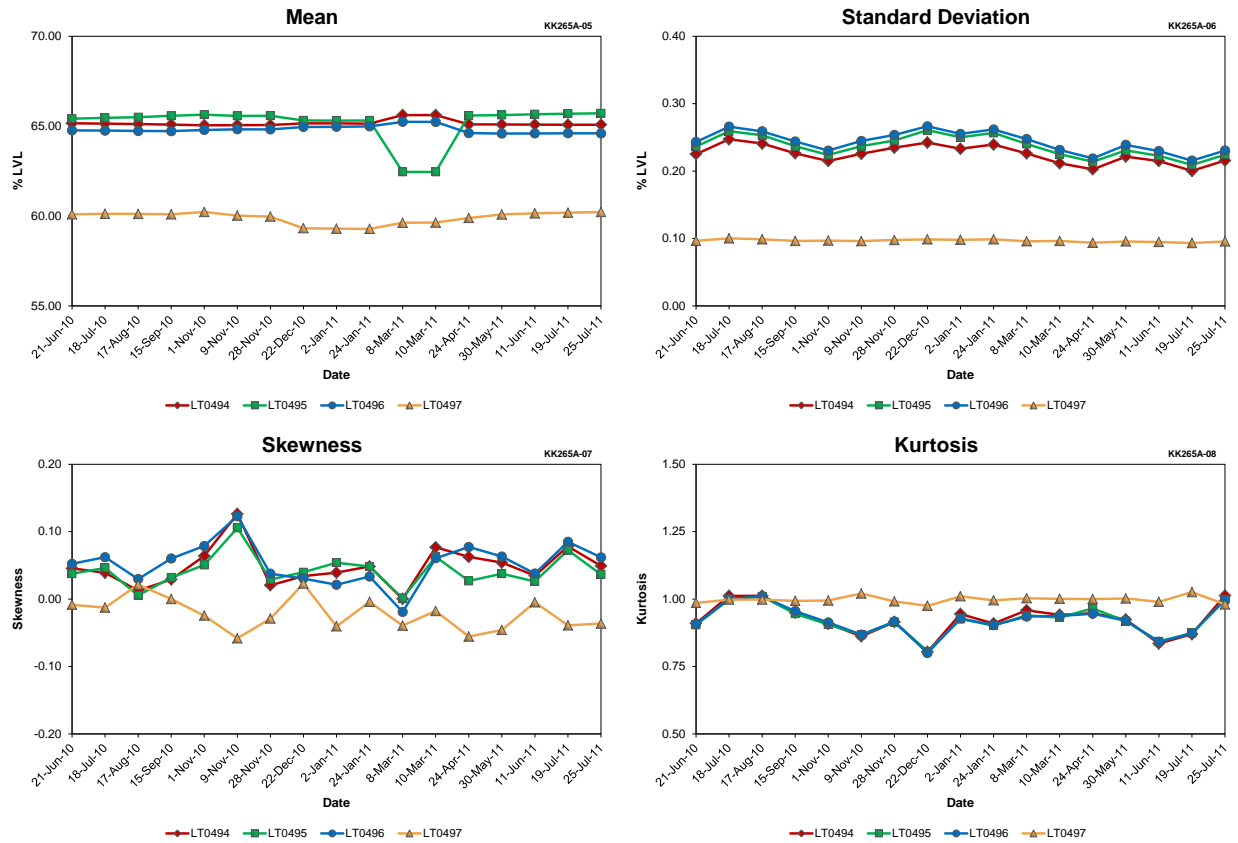 Mean
KK265A-05
70.00
65.00
60.00
55.00
% LVL
21-Jun-10
18-Jul-10
17-Aug-10
15-Sep-10
1-Nov-10
9-Nov-10
28-Nov-10
22-Dec-10
2-Jan-11
24-Jan-11
8-Mar-11
10-Mar-11
24-Apr-11
30-May-11
11-Jun-11
19-Jul-11
25-Jul-11
Date
LT0494 LT0495 LT0496 LT0497
Standard Deviation
KK265A-06
0.40
0.30
0.20
0.10
0.00
% LVL
21-Jun-10
18-Jul-10
17-Aug-10
15-Sep-10
1-Nov-10
9-Nov-10
28-Nov-10
22-Dec-10
2-Jan-11
24-Jan-11
8-Mar-11
10-Mar-11
24-Apr-11
30-May-11
11-Jun-11
19-Jul-11
25-Jul-11
Date
LT0494 LT0495 LT0496 LT0497
Skewness
KK265A-07
0.20
0.10
0.00
-0.10
-0.20
Skewness
21-Jun-10
18-Jul-10
17-Aug-10
15-Sep-10
1-Nov-10
9-Nov-10
28-Nov-10
22-Dec-10
2-Jan-11
24-Jan-11
8-Mar-11
10-Mar-11
24-Apr-11
30-May-11
11-Jun-11
19-Jul-11
25-Jul-11
Date
LT0494 LT0495 LT0496 LT0497
Kurtosis
KK265A-08
1.50
1.25
1.00
0.75
0.50
Kurtosis
21-Jun-10
18-Jul-10
17-Aug-10
15-Sep-10
1-Nov-10
9-Nov-10
28-Nov-10
22-Dec-10
2-Jan-11
24-Jan-11
8-Mar-11
10-Mar-11
24-Apr-11
30-May-11
11-Jun-11
19-Jul-11
25-Jul-11
Date
LT0494 LT0495 LT0496 LT0497